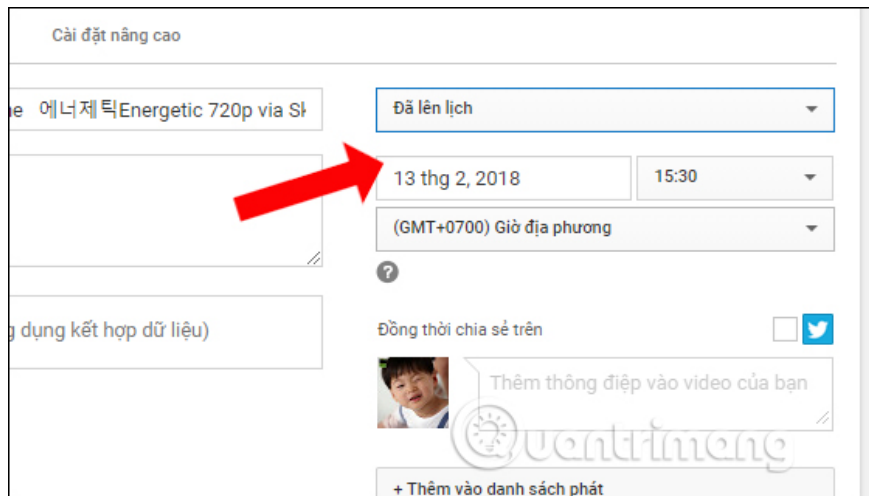 Cài đặt nâng cao
에너제틱Energetic 720p via
Đã lên lịch
13 thg 2, 2018
15:30
(GMT+0700) Giờ địa phương
?
dụng kết hợp dữ liệu)
Đồng thời chia sẻ trên
Thêm thông điệp vào video của bạn
Quantrimang
+ Thêm vào danh sách phát